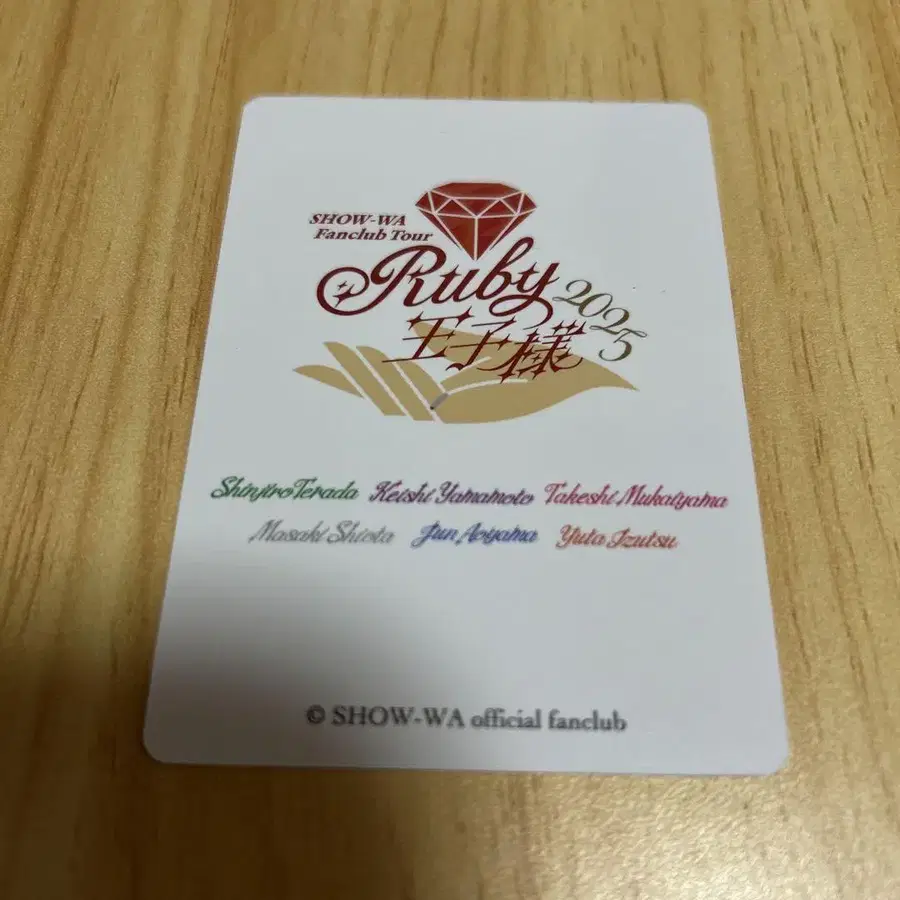 SHOW-WA
Fanclub Tour
Ruby
2025
王子様
Shinjiro Terada Keishi Yamamoto Takeshi Mukaiyama
Masaki Shiota Jun Aoyama Yuta Izutsu
© SHOW-WA official fanclub